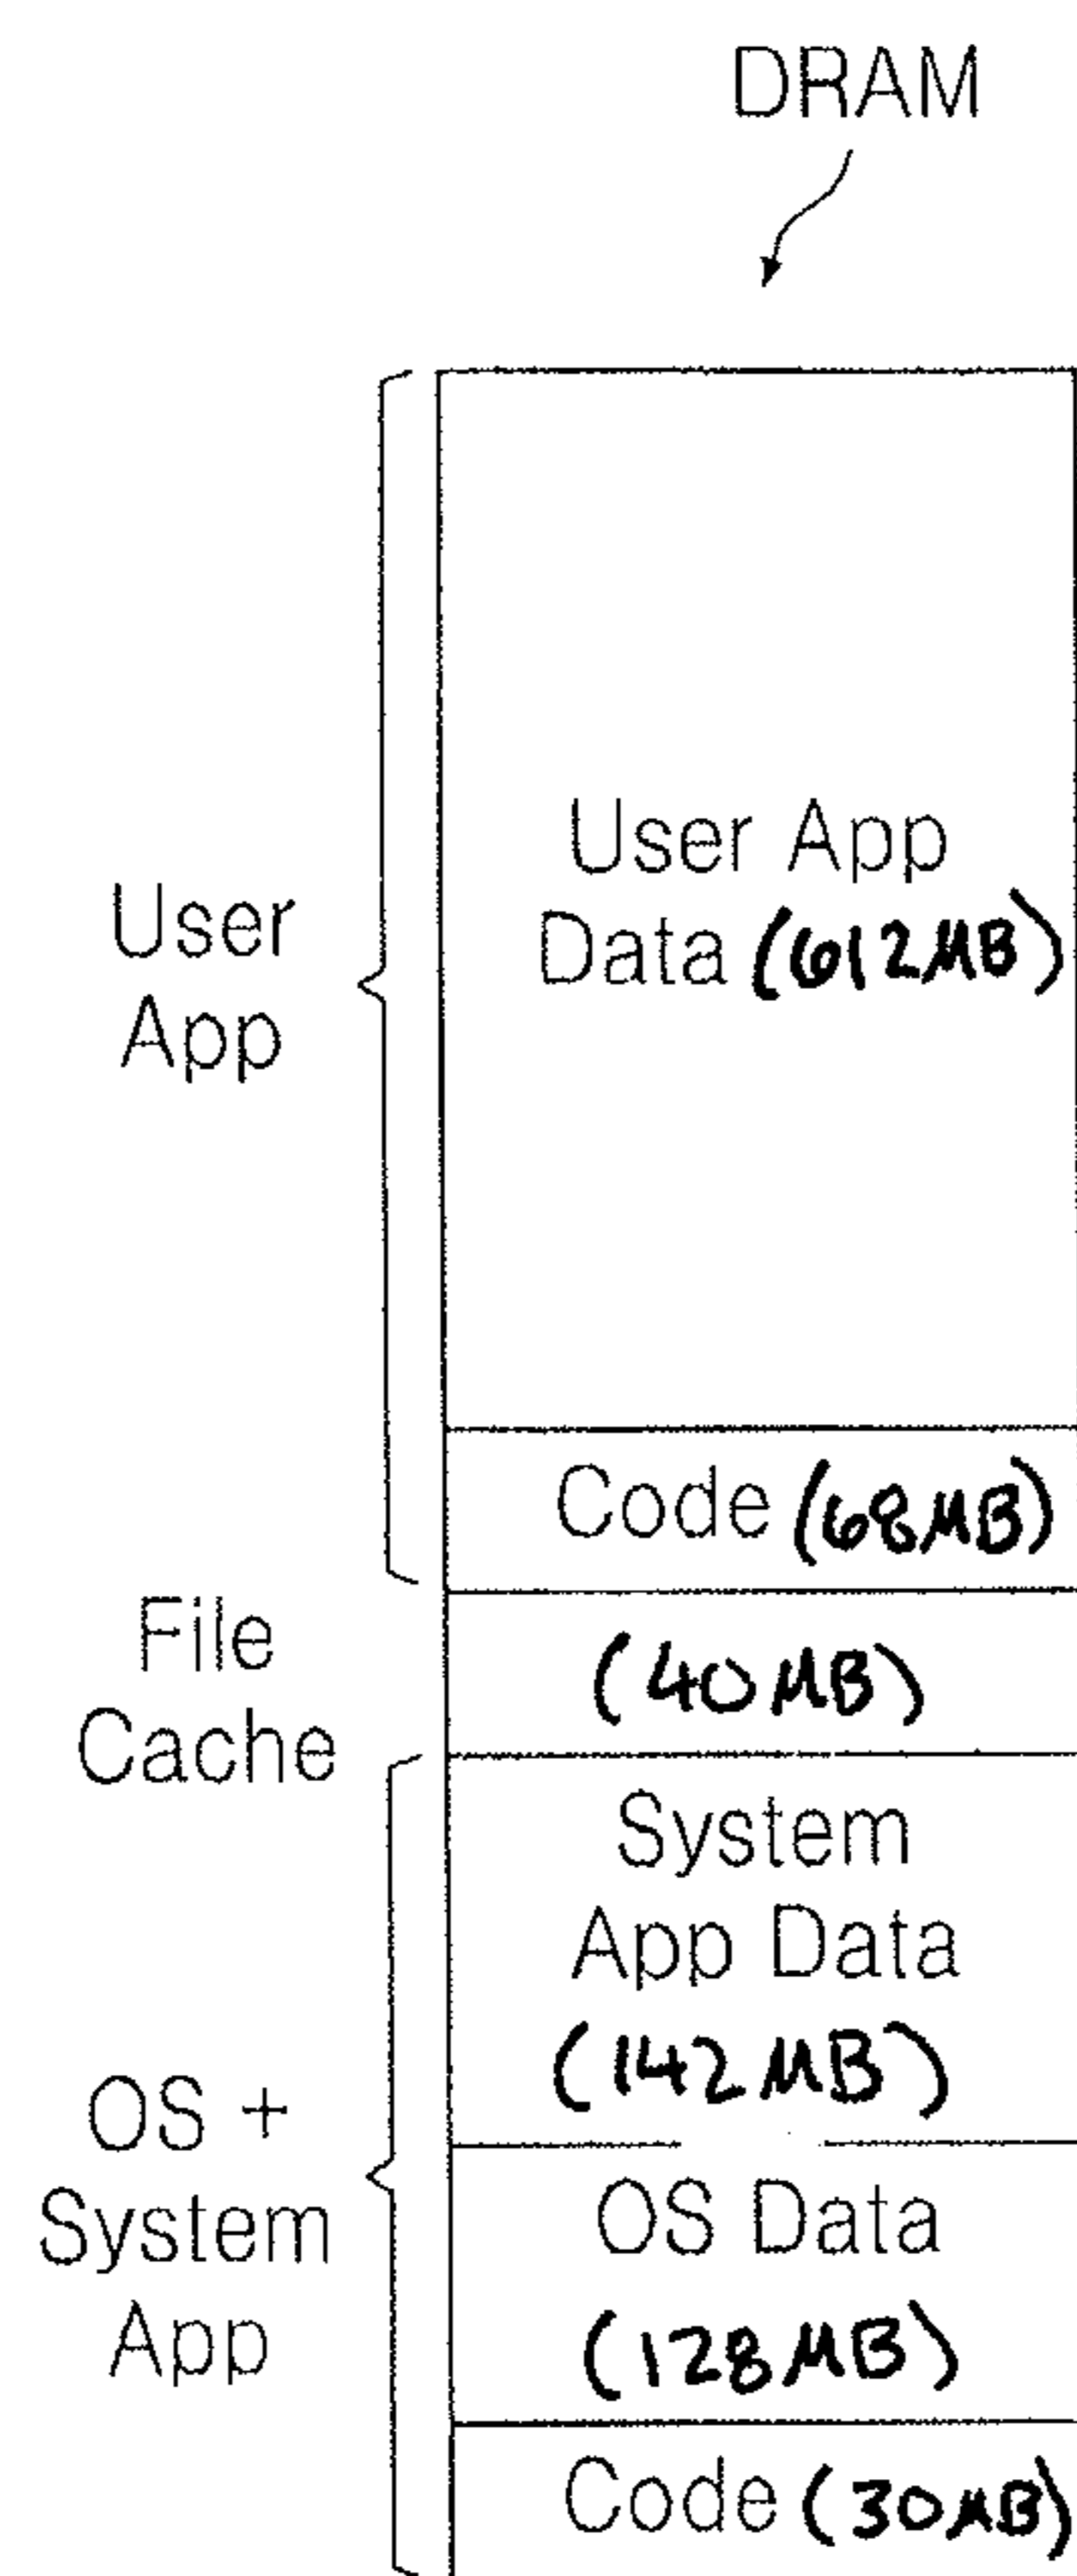 DRAM
User App
Data (612MB)
User
App
Code (68MB)
File
Cache
(40MB)
System
App Data
(142MB)
OS +
System
App
OS Data
(128MB)
Code (30MB)